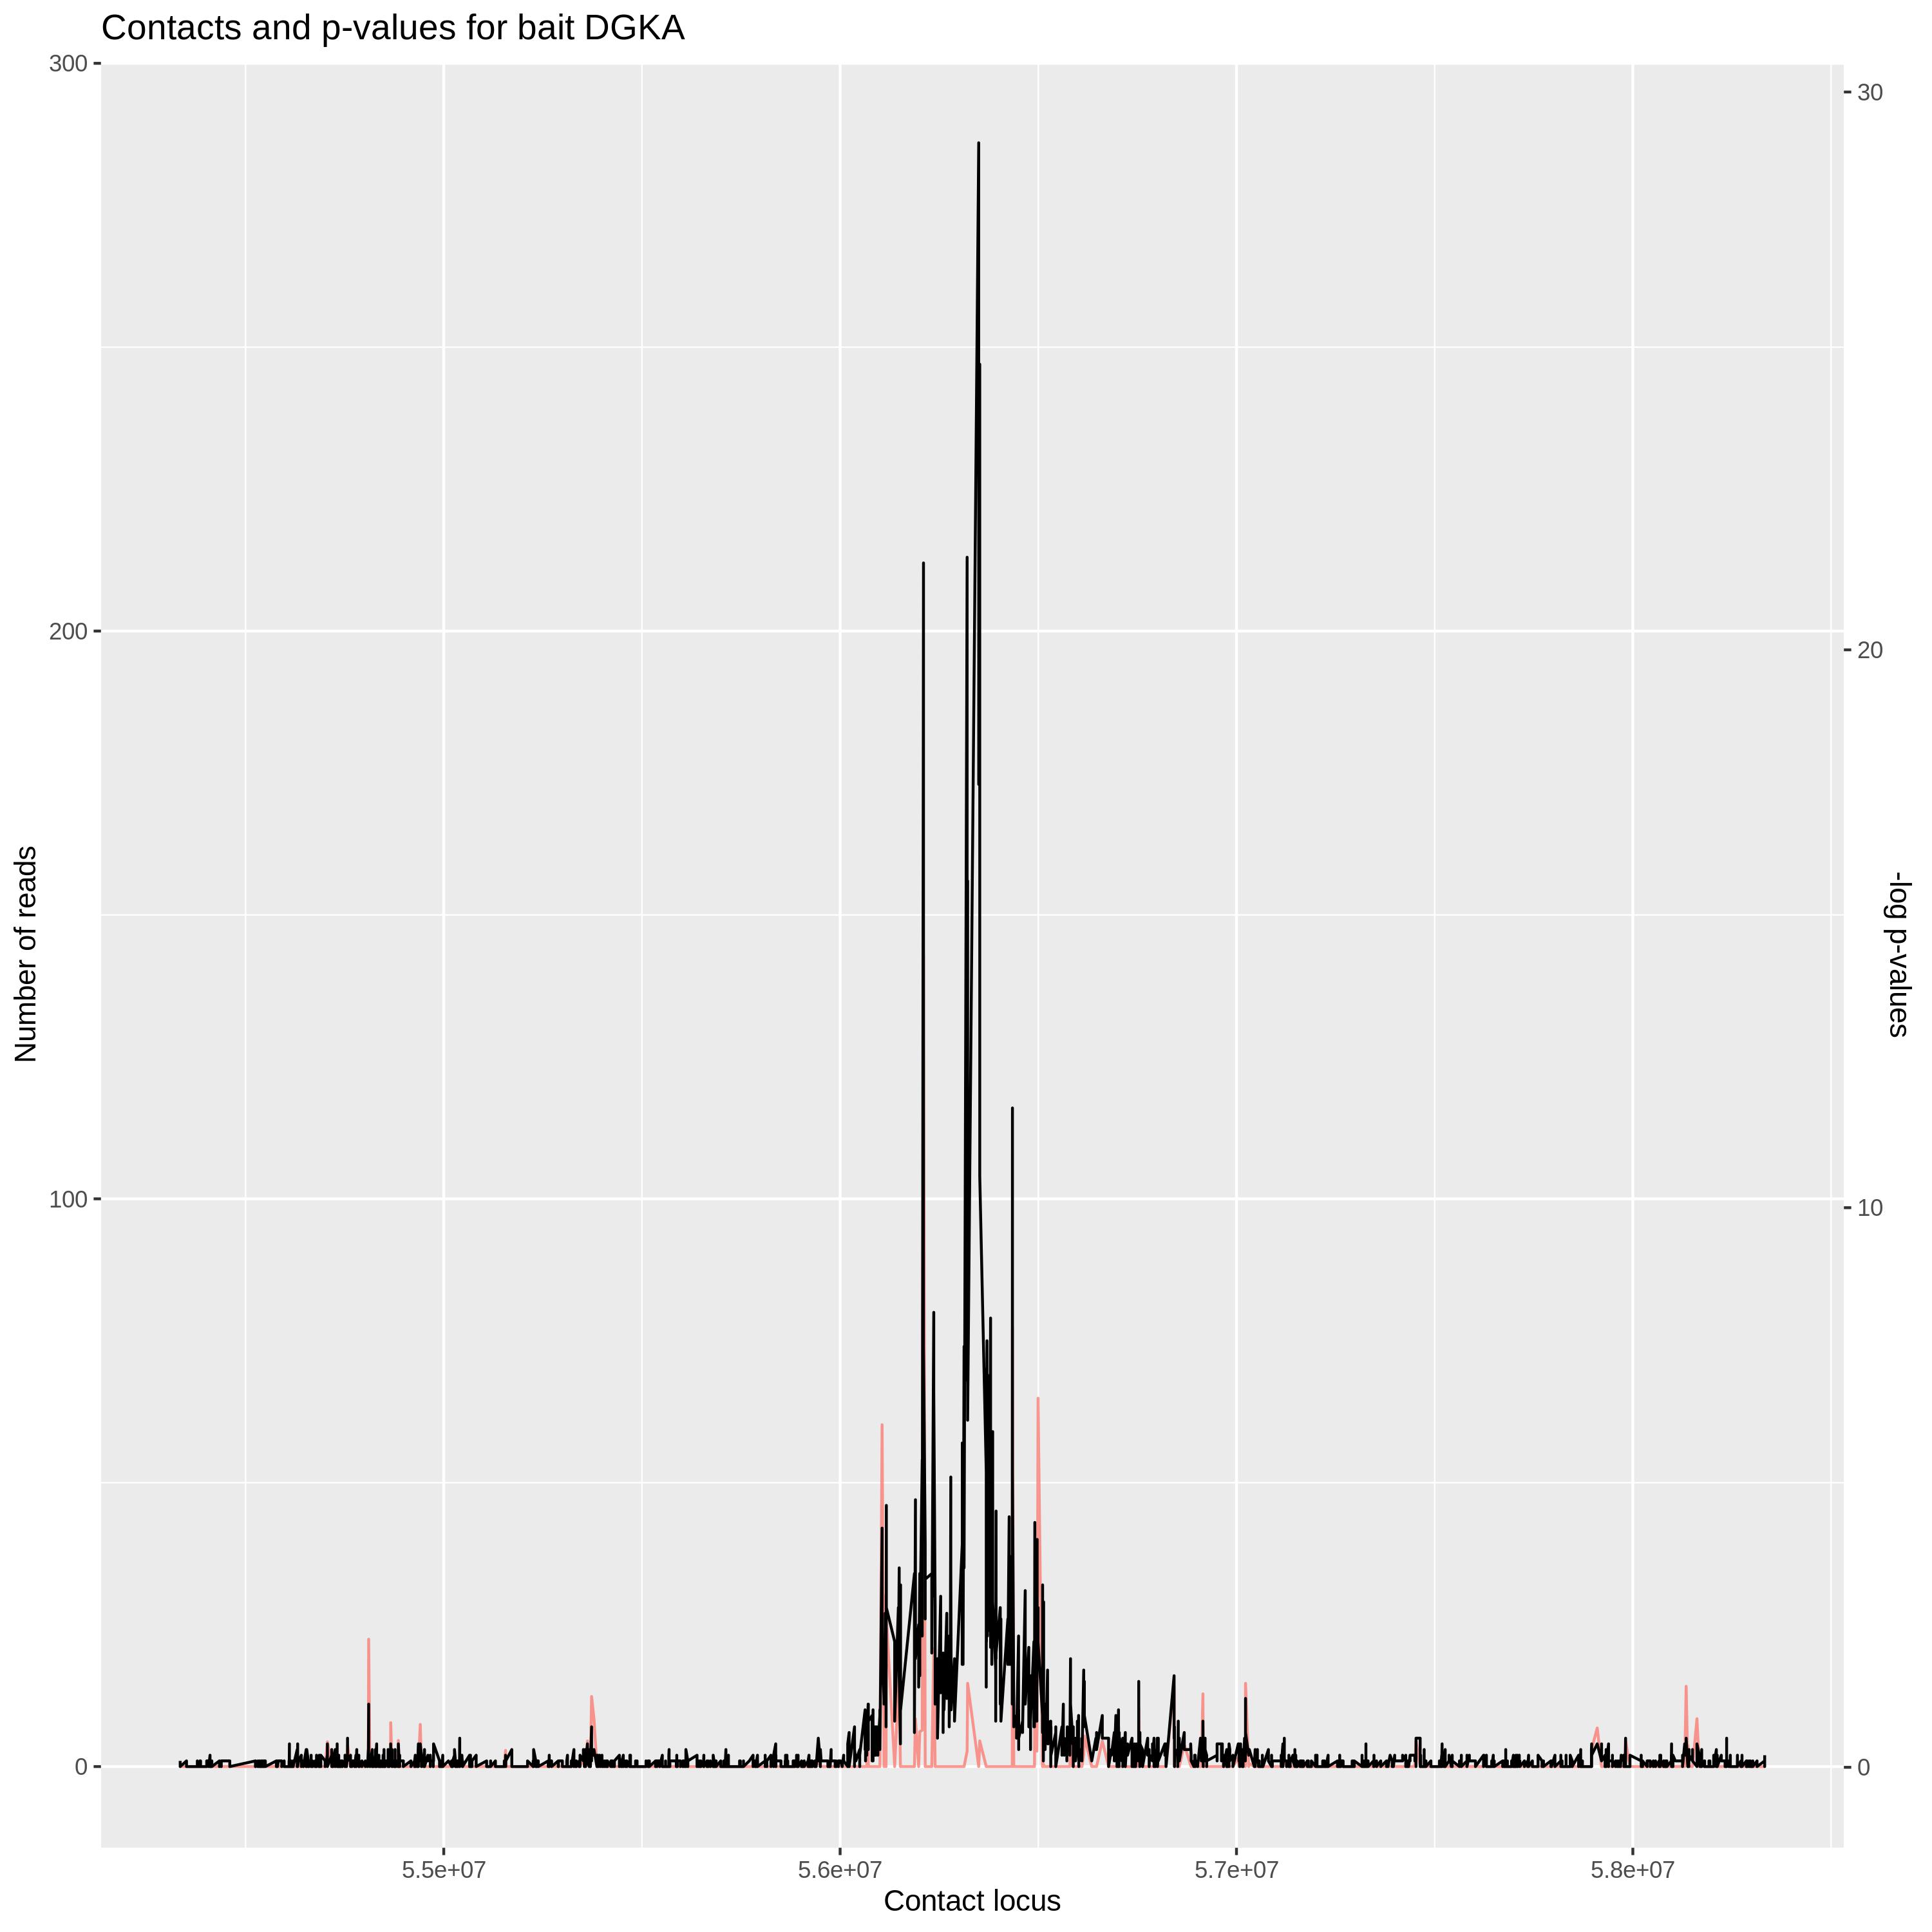 Contacts and p-values for bait DGKA
300
200
100
0
Number of reads
30
20
10
0
-log p-values
5.5e+07
5.6e+07
5.7e+07
5.8e+07
Contact locus